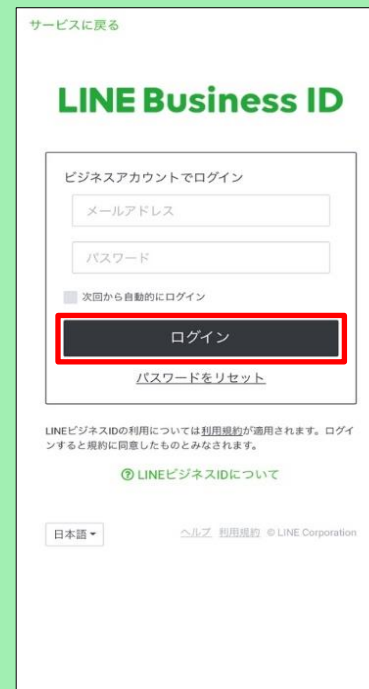 サービスに戻る
LINE Business ID
ビジネスアカウントでログイン
メールアドレス
パスワード
次回から自動的にログイン
ログイン
パスワードをリセット
LINEビジネスIDの利用については利用規約が適用されます。ログイ
ンすると規約に同意したものとみなされます。
? LINEビジネスIDについて
日本語 ヘルプ 利用規約 © LINE Corporation